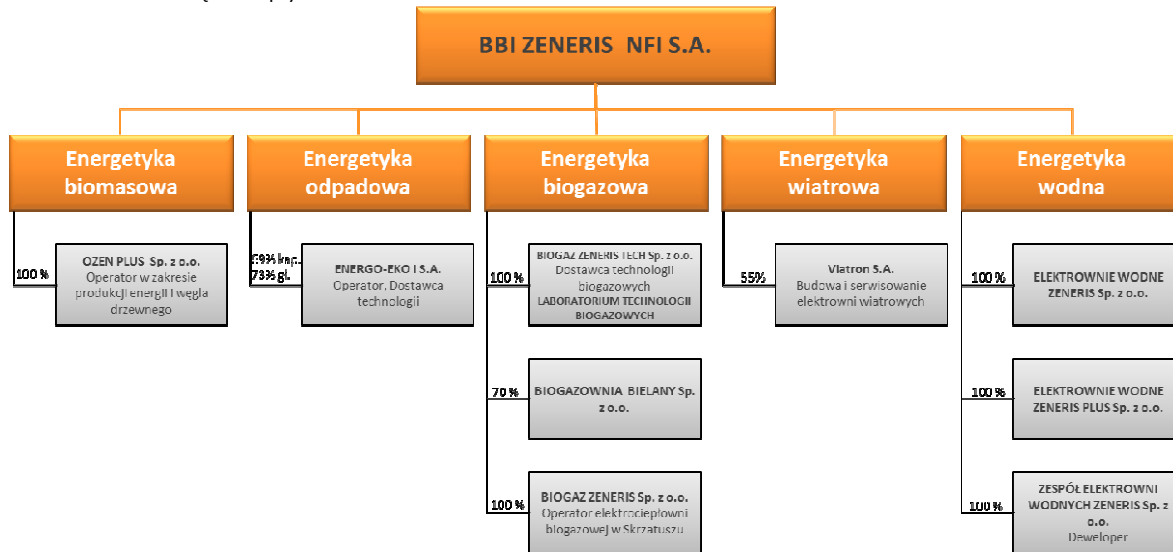 BBI ZENERIS NFI S.A.
Energetyka
biomasowa
Energetyka
odpadowa
Energetyka
biogazowa
Energetyka
wiatrowa
Energetyka
wodna
100 %
OZEN PLUS Sp. z o.o.
Operator w zakresie
produkcji energii i węgla
drzewnego
73% gł.
ENERGO-EKO I S.A.
Operator, Dostawca
technologii
100 %
BIOGAZ ZENERIS TECH Sp. z o.o.
Dostawca technologii
biogazowych
LABORATORIUM TECHNOLOGII
BIOGAZOWYCH
70 %
BIOGAZOWNIA BIELANY Sp.
z o.o.
100 %
BIOGAZ ZENERIS Sp. z o.o.
Operator elektrociepłowni
biogazowej w Skrzatuszu
55%
Viatron S.A.
Budowa i serwisowanie
elektrowni wiatrowych
100 %
ELEKTROWNIE WODNE
ZENERIS Sp. z o.o.
100 %
ELEKTROWNIE WODNE
ZENERIS PLUS Sp. z o.o.
100 %
ZESPÓŁ ELEKTROWNI
WODNYCH ZENERIS Sp. z
o.o.
Deweloper